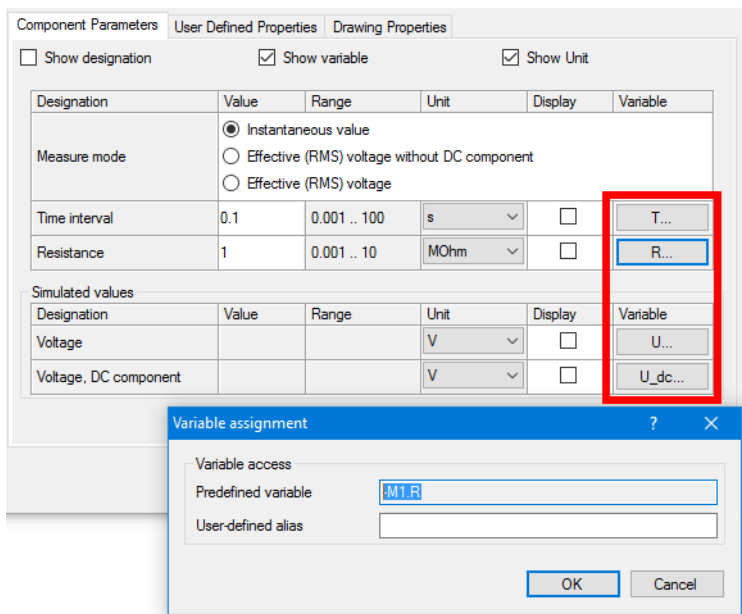 Component Parameters User Defined Properties Drawing Properties
Show designation Show variable Show Unit
Designation Value Range Unit Display Variable
Measure mode
Instantaneous value
Effective (RMS) voltage without DC component
Effective (RMS) voltage
Time interval 0.1 0.001 .. 100 s T...
Resistance 1 0.001 .. 10 MOhm R...
Simulated values
Designation Value Range Unit Display Variable
Voltage V U...
Voltage, DC component V U_dc...
Variable assignment ?
Variable access
Predefined variable -M1.R
User-defined alias
OK Cancel